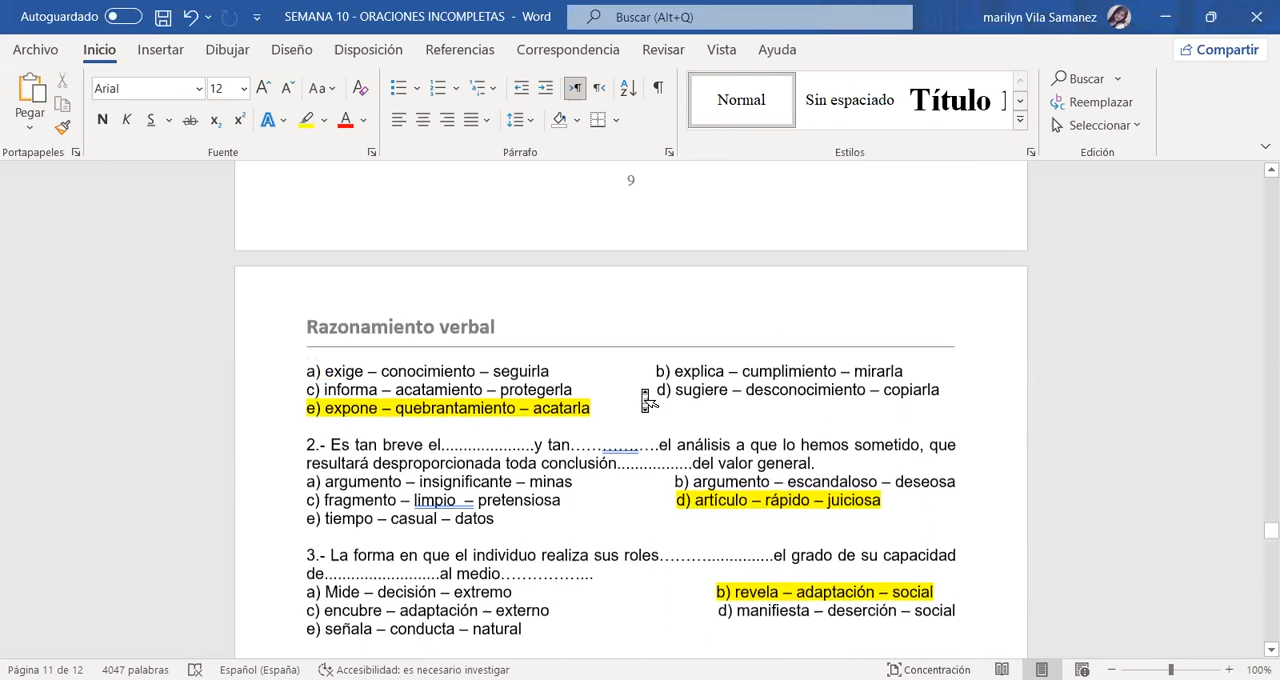 Autoguardado SEMANA 10 - ORACIONES INCOMPLETAS - Word Buscar (Alt+Q) marilyn Vila Samanez
Archivo Inicio Insertar Dibujar Diseño Disposición Referencias Correspondencia Revisar Vista Ayuda Compartir
Pegar Arial 12 Normal Sin espaciado Título 1 Buscar
Reemplazar
Seleccionar
Portapapeles Fuente Párrafo Estilos Edición
9
Razonamiento verbal
a) exige – conocimiento – seguirla b) explica – cumplimiento – mirarla
c) informa – acatamiento – protegerla d) sugiere – desconocimiento – copiarla
e) expone – quebrantamiento – acatarla
2.- Es tan breve el.....................y tan……………….el análisis a que lo hemos sometido, que
resultará desproporcionada toda conclusión.................del valor general.
a) argumento – insignificante – minas b) argumento – escandaloso – deseosa
c) fragmento – limpio – pretensiosa d) artículo – rápido – juiciosa
e) tiempo – casual – datos
3.- La forma en que el individuo realiza sus roles………...............el grado de su capacidad
de..........................al medio……………...
a) Mide – decisión – extremo b) revela – adaptación – social
c) encubre – adaptación – externo d) manifiesta – deserción – social
e) señala – conducta – natural
Página 11 de 12 4047 palabras Español (España) Accesibilidad: es necesario investigar Concentración 100%